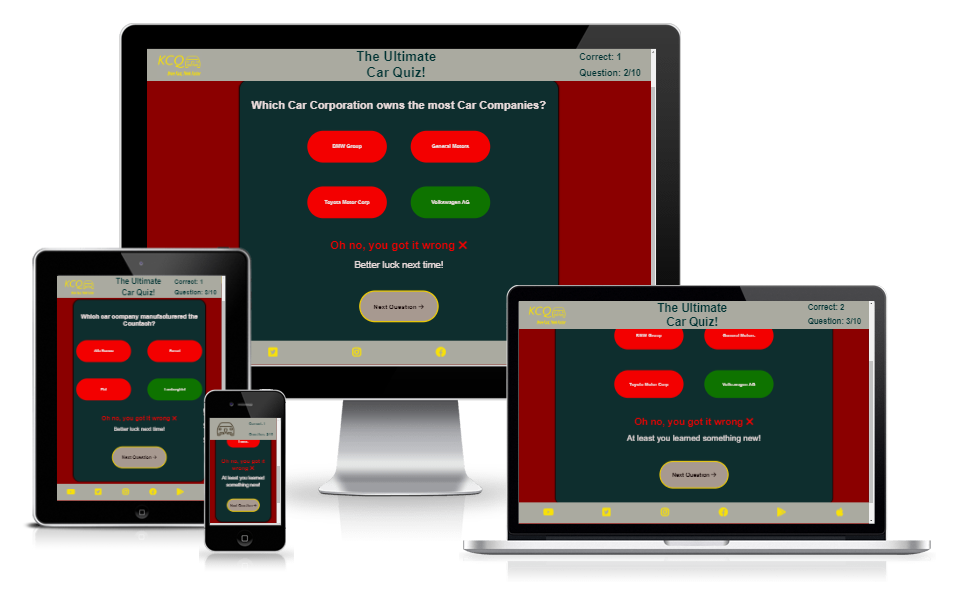 KCQ
The Ultimate
Car Quiz!
Correct: 1
Question: 2/10
Which Car Corporation owns the most Car Companies?
BMW Group
General Motors
Toyota Motor Corp
Volkswagen AG
Oh no, you got it wrong ✕
Better luck next time!
Next Question →
KCQ
The Ultimate
Car Quiz!
Correct: 1
Question: 3/10
Which car company manufacturered the
Countash?
Alfa Romeo
Ferrari
Fiat
Lamborghini
Oh no, you got it wrong ✕
Better luck next time!
Next Question →
Correct: 1
Oh no, you got it
wrong ✕
At least you learned
something new!
Next Question →
KCQ
The Ultimate
Car Quiz!
Correct: 2
Question: 3/10
BMW Group
General Motors
Toyota Motor Corp
Volkswagen AG
Oh no, you got it wrong ✕
At least you learned something new!
Next Question →